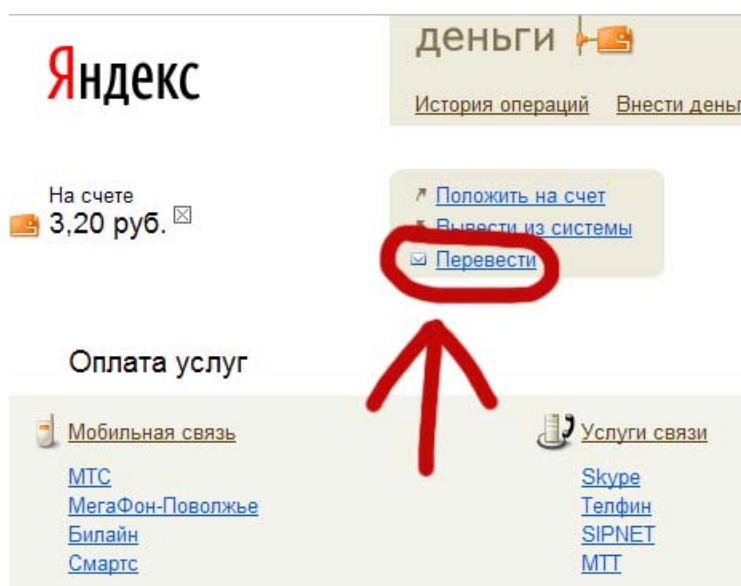 Яндекс
деньги
История операций Внести
На счете
3,20 руб.
Положить на счет
Вывести из системы
Перевести
Оплата услуг
Мобильная связь
МТС
МегаФон-Поволжье
Билайн
Смартс
Услуги связи
Skype
Телфин
SIPNET
МТТ